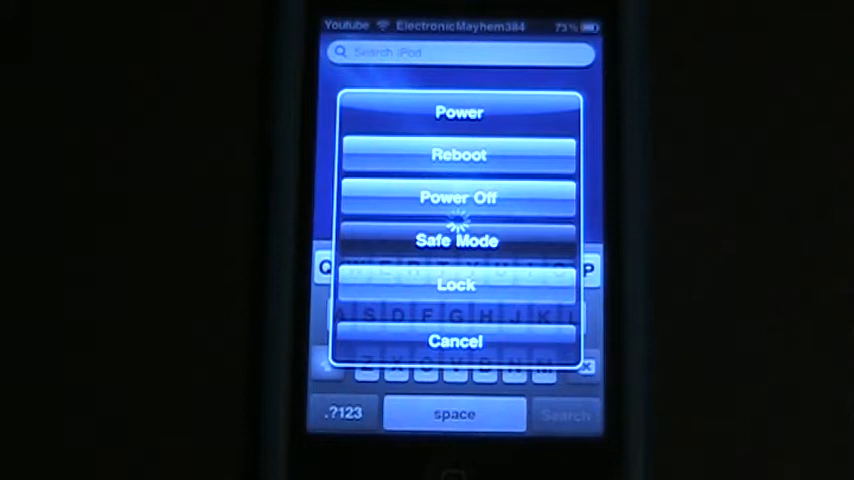 Youtube ElectronicMayhem384 73%
Search iPod
Power
Reboot
Power Off
Safe Mode
Lock
Cancel
Q P
A S D F G H J K L
Z X C V B N M
.?123 space Search